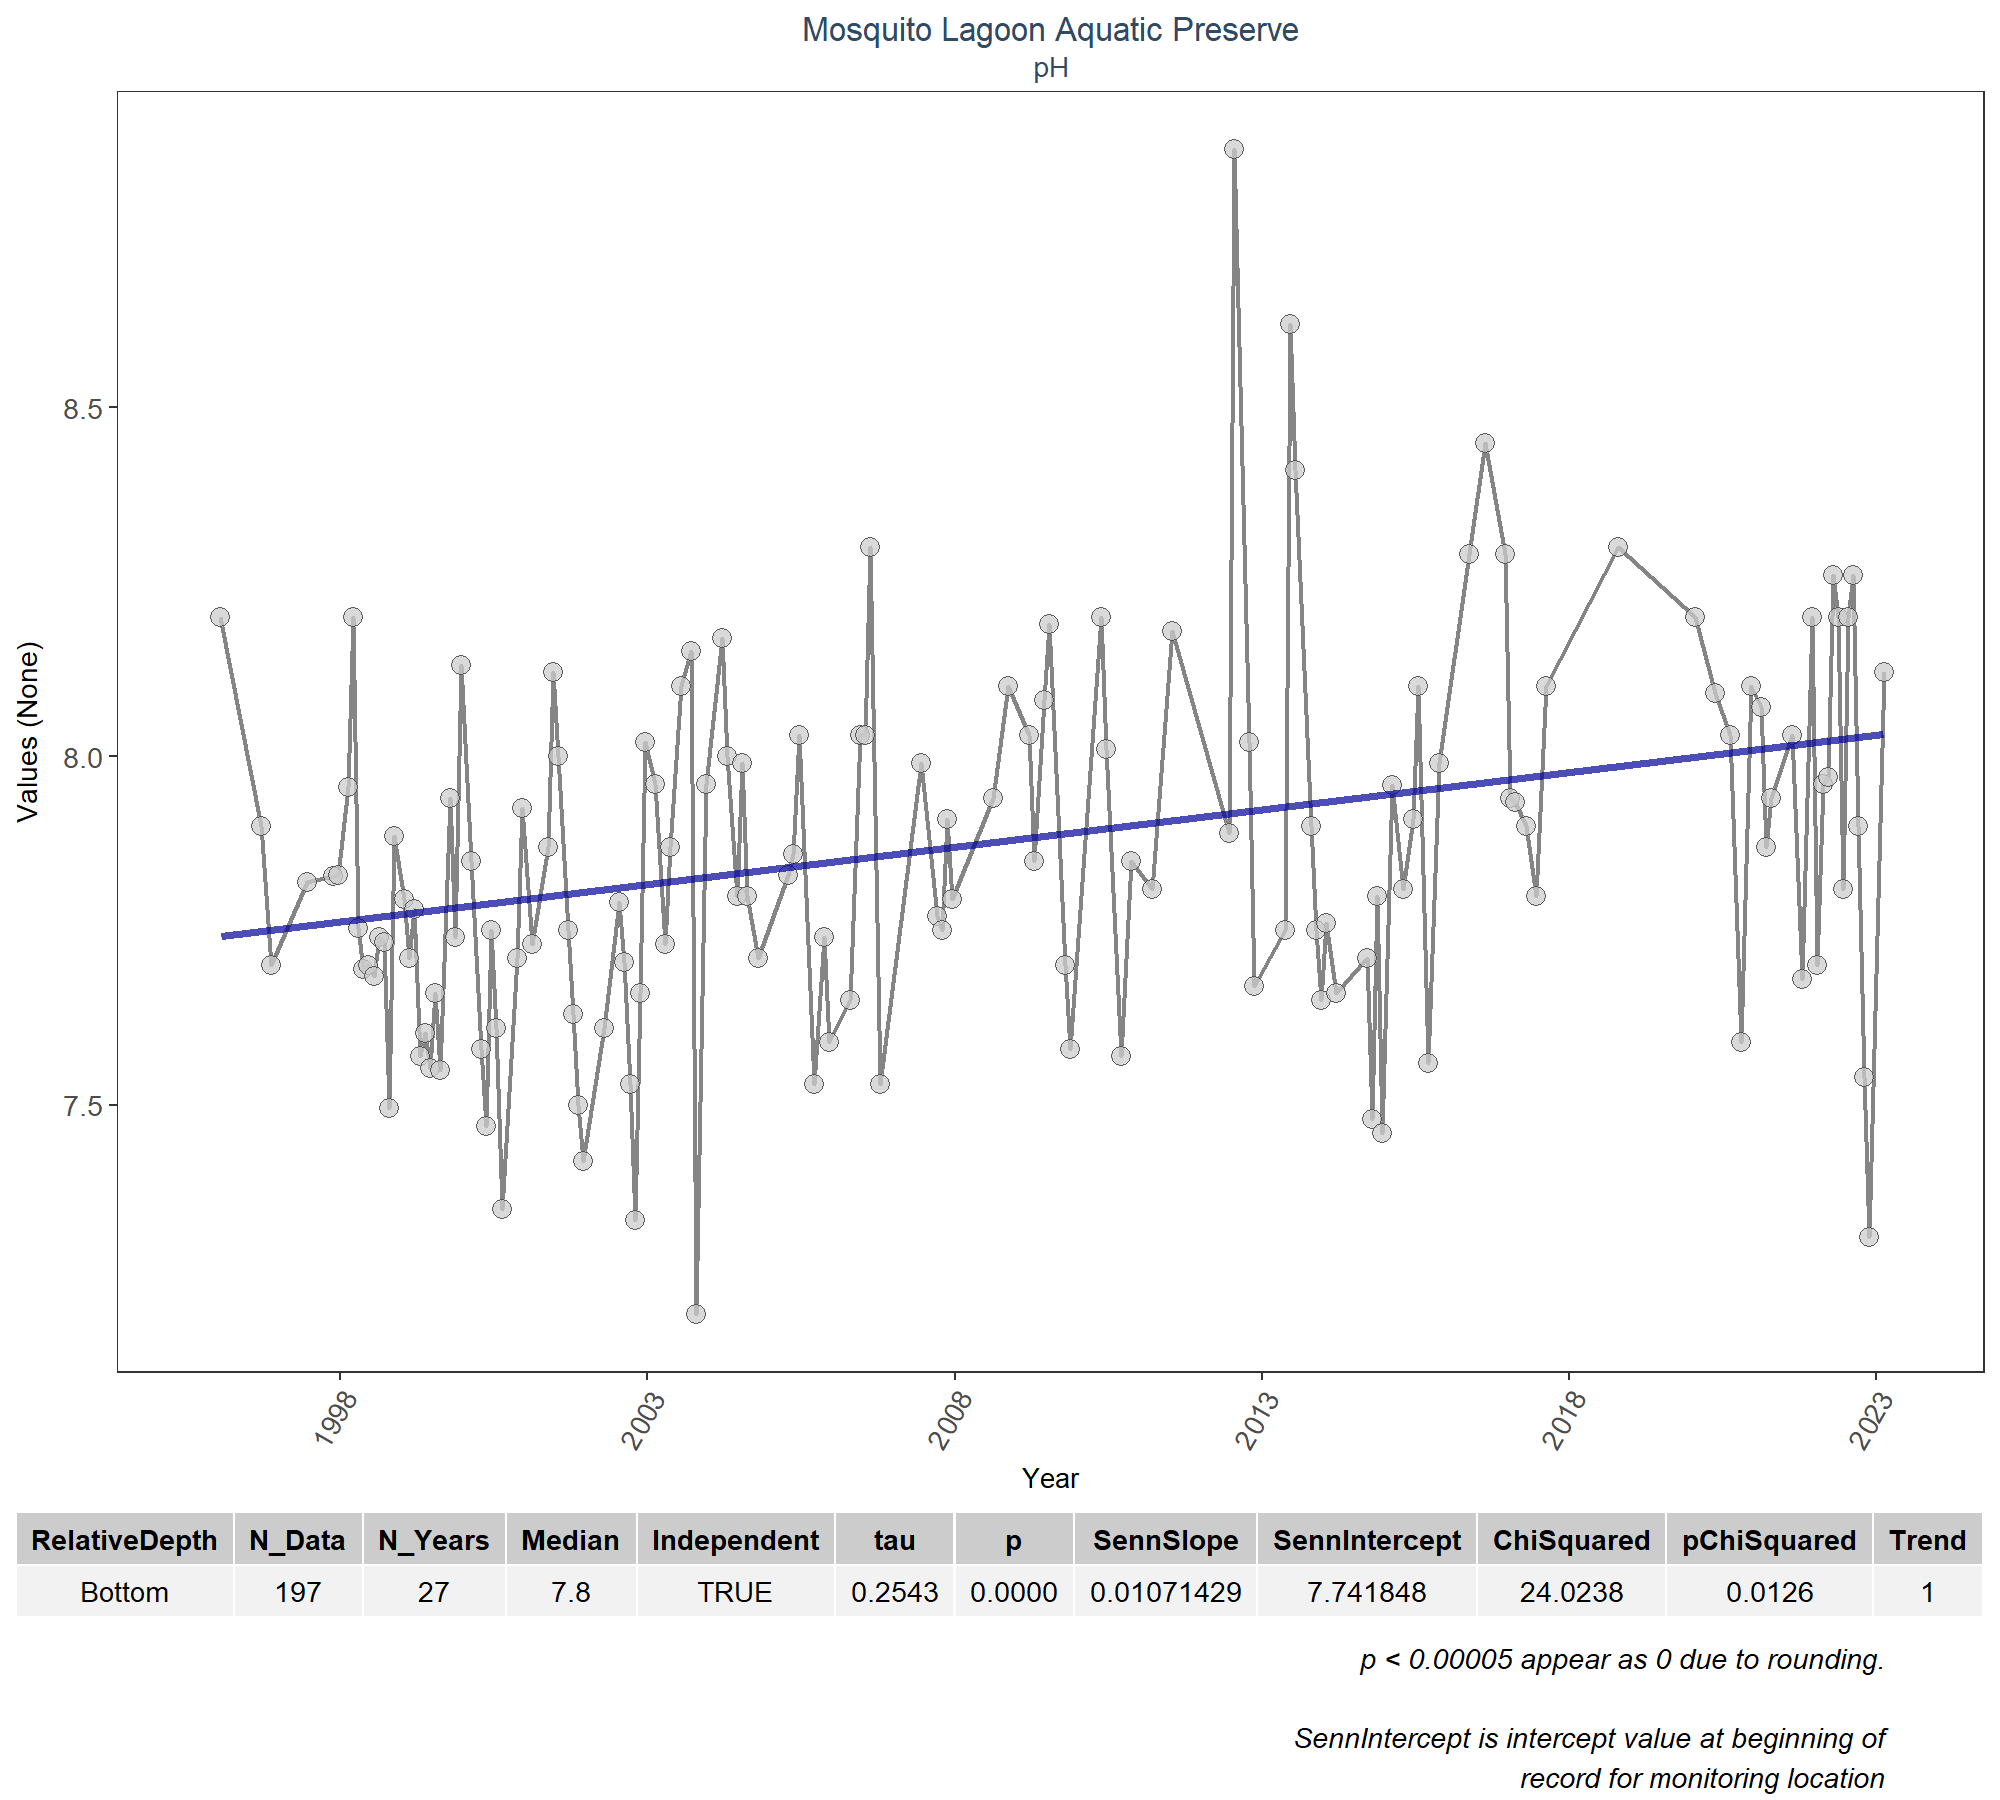 Mosquito Lagoon Aquatic Preserve
pH
8.5
8.0
7.5
Values (None)
1998 2003 2008 2013 2018 2023
Year
RelativeDepth N_Data N_Years Median Independent tau p SennSlope SennIntercept ChiSquared pChiSquared Trend
Bottom 197 27 7.8 TRUE 0.2543 0.0000 0.01071429 7.741848 24.0238 0.0126 1
p < 0.00005 appear as 0 due to rounding.
SennIntercept is intercept value at beginning of
record for monitoring location